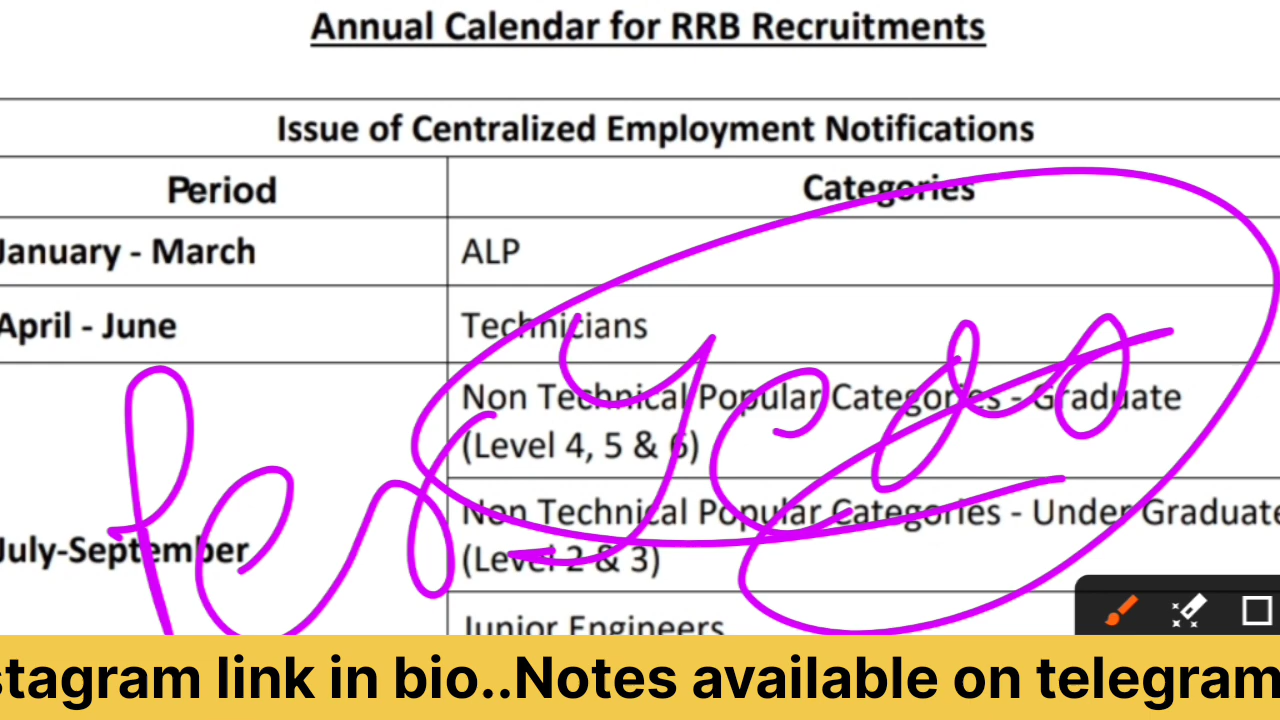 Annual Calendar for RRB Recruitments
Issue of Centralized Employment Notifications
Period Categories
January - March ALP
April - June Technicians
Non Technical Popular Categories - Graduate
(Level 4, 5 & 6)
Non Technical Popular Categories - Under Graduate
July-September (Level 2 & 3)
Junior Engineers
stagram link in bio..Notes available on telegram